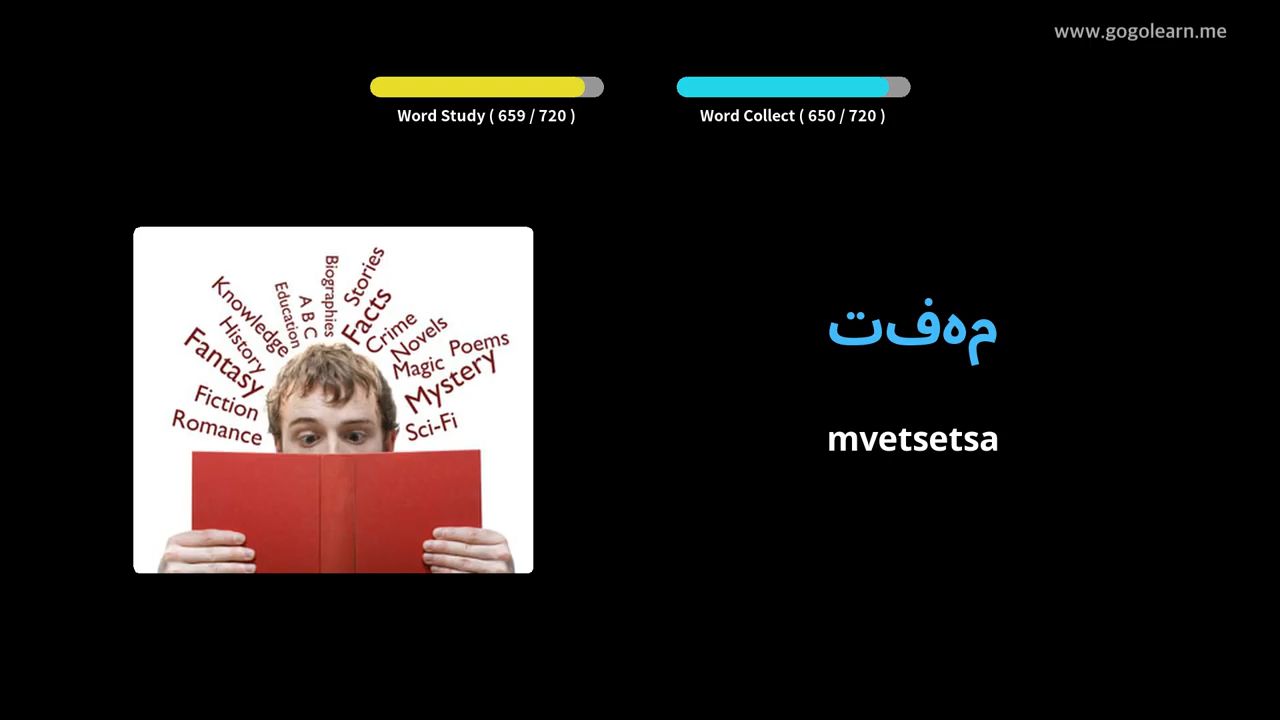 www.gogolearn.me
Word Study ( 659 / 720 )
Word Collect ( 650 / 720 )
Knowledge
Education
A B C
Biographies
Stories
Facts
History
Crime
Novels
Poems
Fantasy
Magic
Mystery
Fiction
Romance
Sci-Fi
مهفت
mvetsetsa